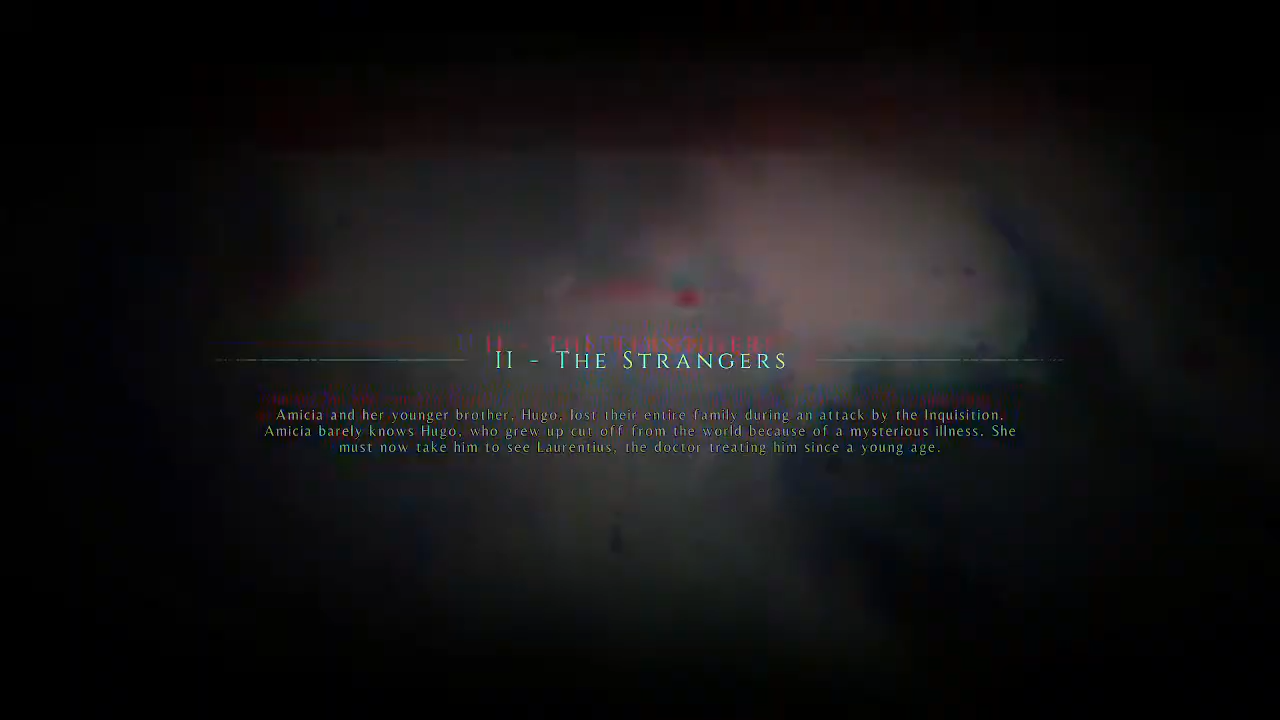 II - The Strangers
Amicia and her younger brother, Hugo, lost their entire family during an attack by the Inquisition.
Amicia barely knows Hugo, who grew up cut off from the world because of a mysterious illness. She
must now take him to see Laurentius, the doctor treating him since a young age.